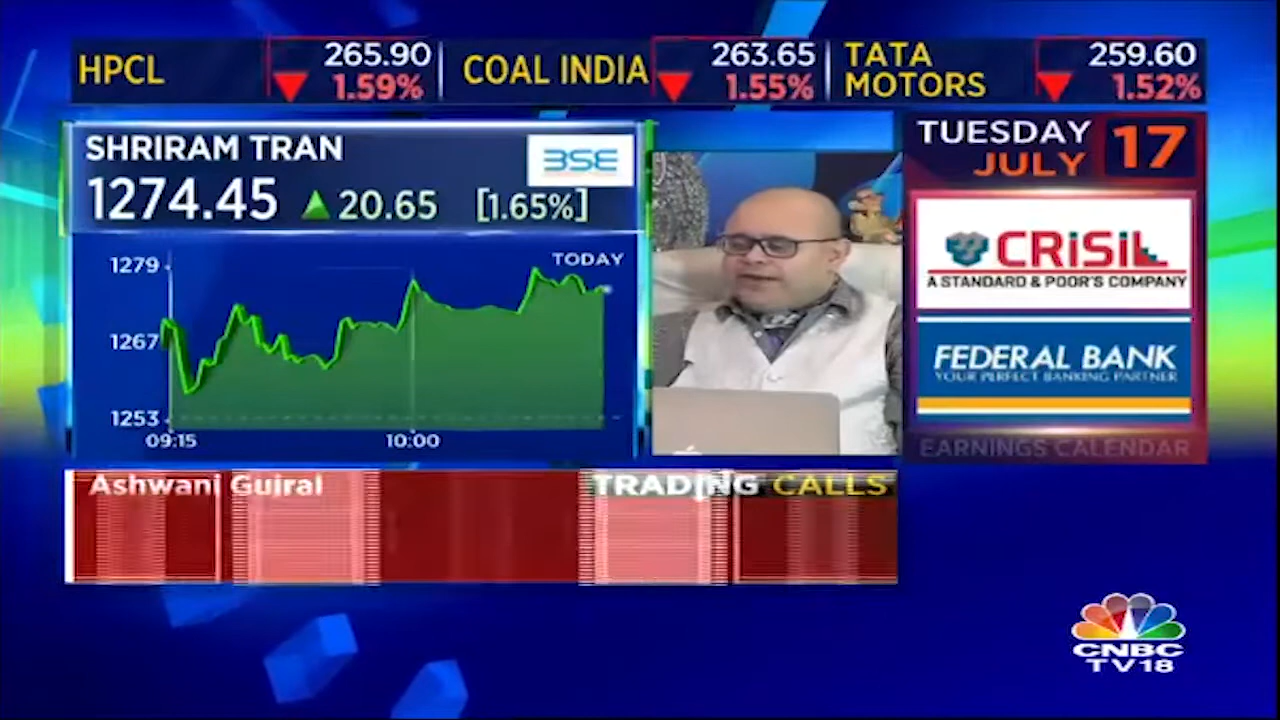 HPCL
265.90
1.59%
COAL INDIA
263.65
1.55%
TATA
MOTORS
259.60
1.52%
SHRIRAM TRAN
BSE
1274.45
20.65
[1.65%]
TODAY
1279
1267
1253
09:15
10:00
TUESDAY
JULY
17
CRiSiL
A STANDARD & POOR'S COMPANY
FEDERAL BANK
YOUR PERFECT BANKING PARTNER
EARNINGS CALENDAR
Ashwani Gujral
TRADING CALLS
CNBC
TV18